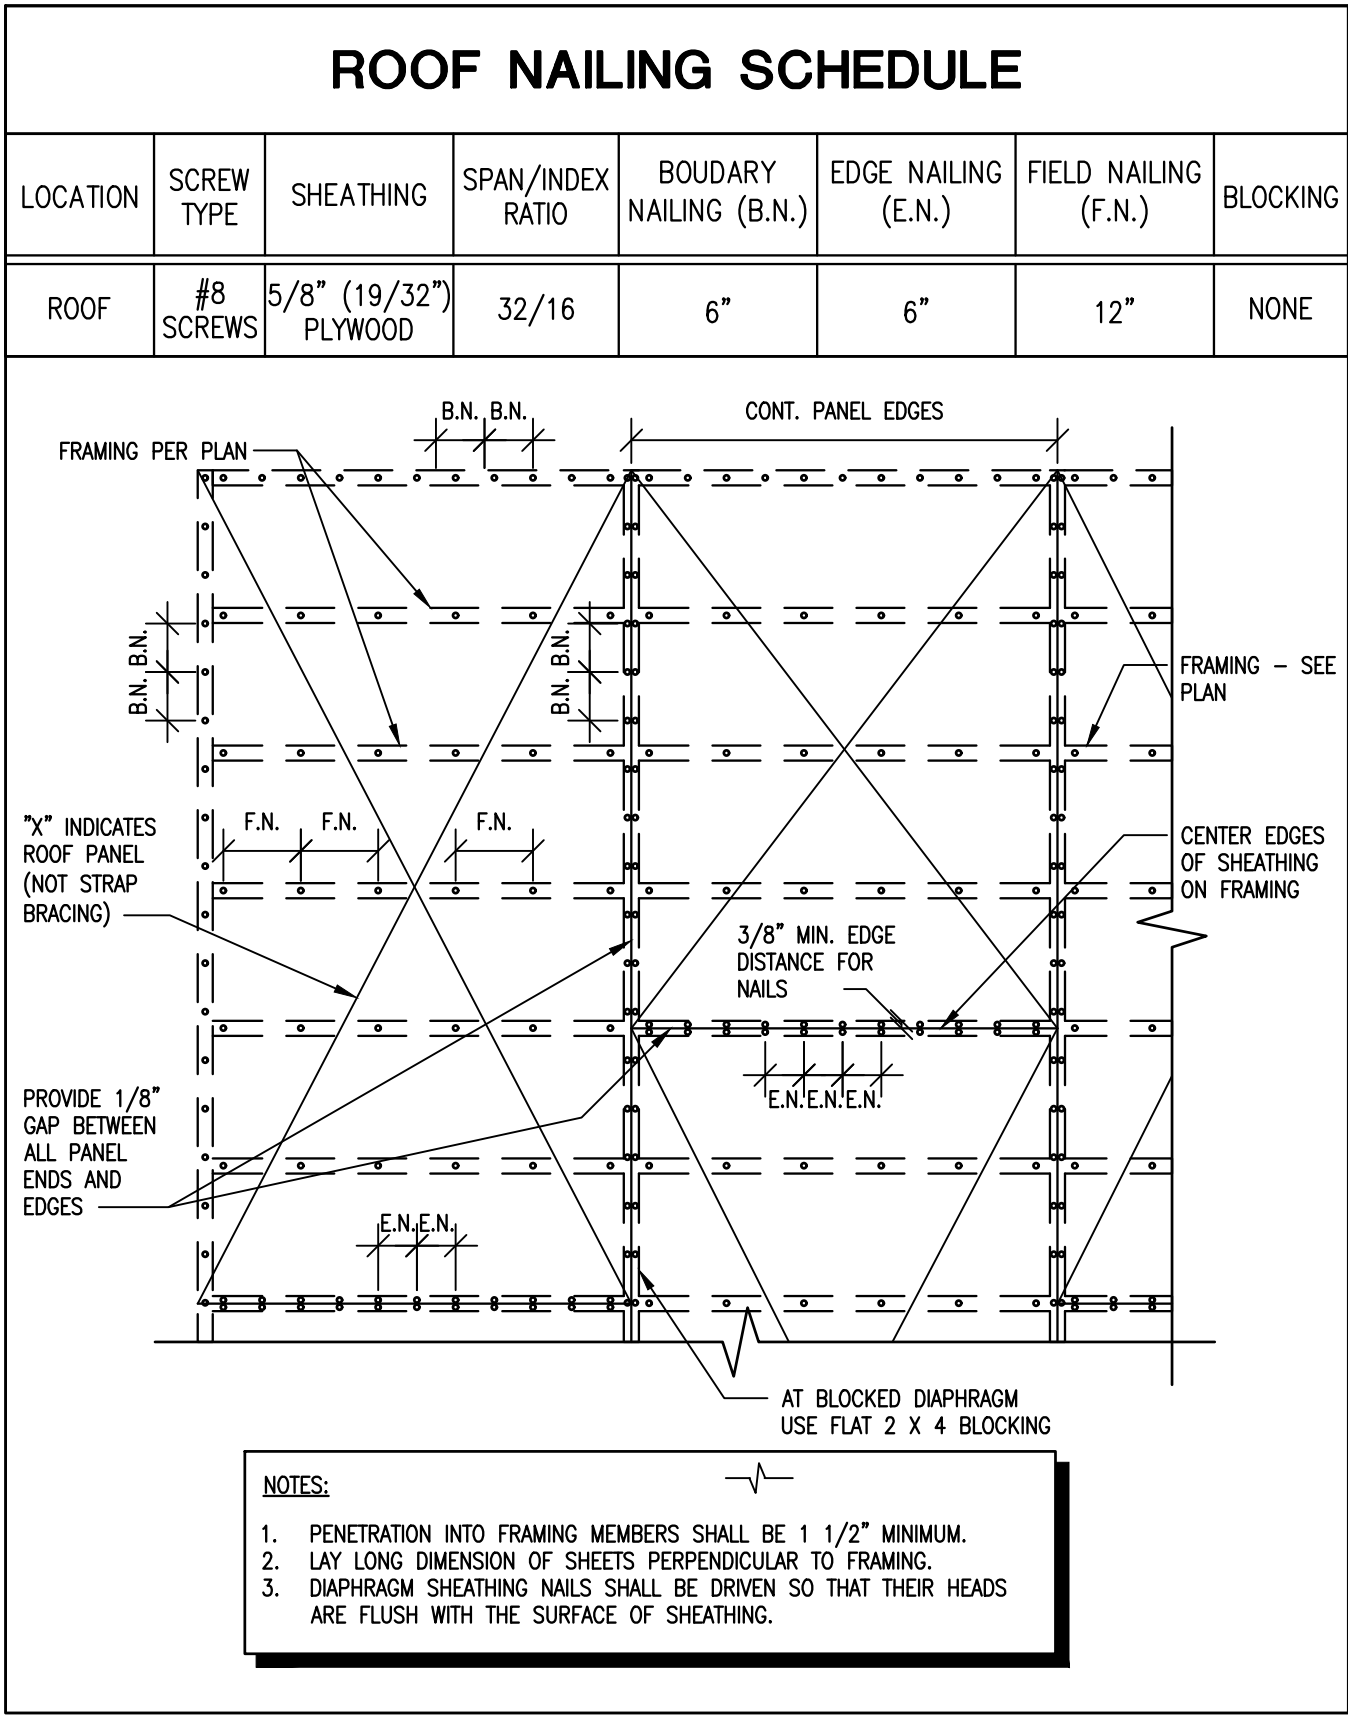 ROOF NAILING SCHEDULE
LOCATION
SCREW
TYPE
SHEATHING
SPAN/INDEX
RATIO
BOUDARY
NAILING (B.N.)
EDGE NAILING
(E.N.)
FIELD NAILING
(F.N.)
BLOCKING
ROOF
#8
SCREWS
5/8" (19/32")
PLYWOOD
32/16
6"
6"
12"
NONE
B.N. B.N.
CONT. PANEL EDGES
FRAMING PER PLAN
B.N.
B.N.
B.N.
B.N.
FRAMING – SEE
PLAN
"X" INDICATES
ROOF PANEL
(NOT STRAP
BRACING)
F.N.
F.N.
F.N.
CENTER EDGES
OF SHEATHING
ON FRAMING
3/8" MIN. EDGE
DISTANCE FOR
NAILS
E.N.E.N.E.N.
PROVIDE 1/8"
GAP BETWEEN
ALL PANEL
ENDS AND
EDGES
E.N.E.N.
AT BLOCKED DIAPHRAGM
USE FLAT 2 X 4 BLOCKING
NOTES:
1. PENETRATION INTO FRAMING MEMBERS SHALL BE 1 1/2" MINIMUM.
2. LAY LONG DIMENSION OF SHEETS PERPENDICULAR TO FRAMING.
3. DIAPHRAGM SHEATHING NAILS SHALL BE DRIVEN SO THAT THEIR HEADS
ARE FLUSH WITH THE SURFACE OF SHEATHING.